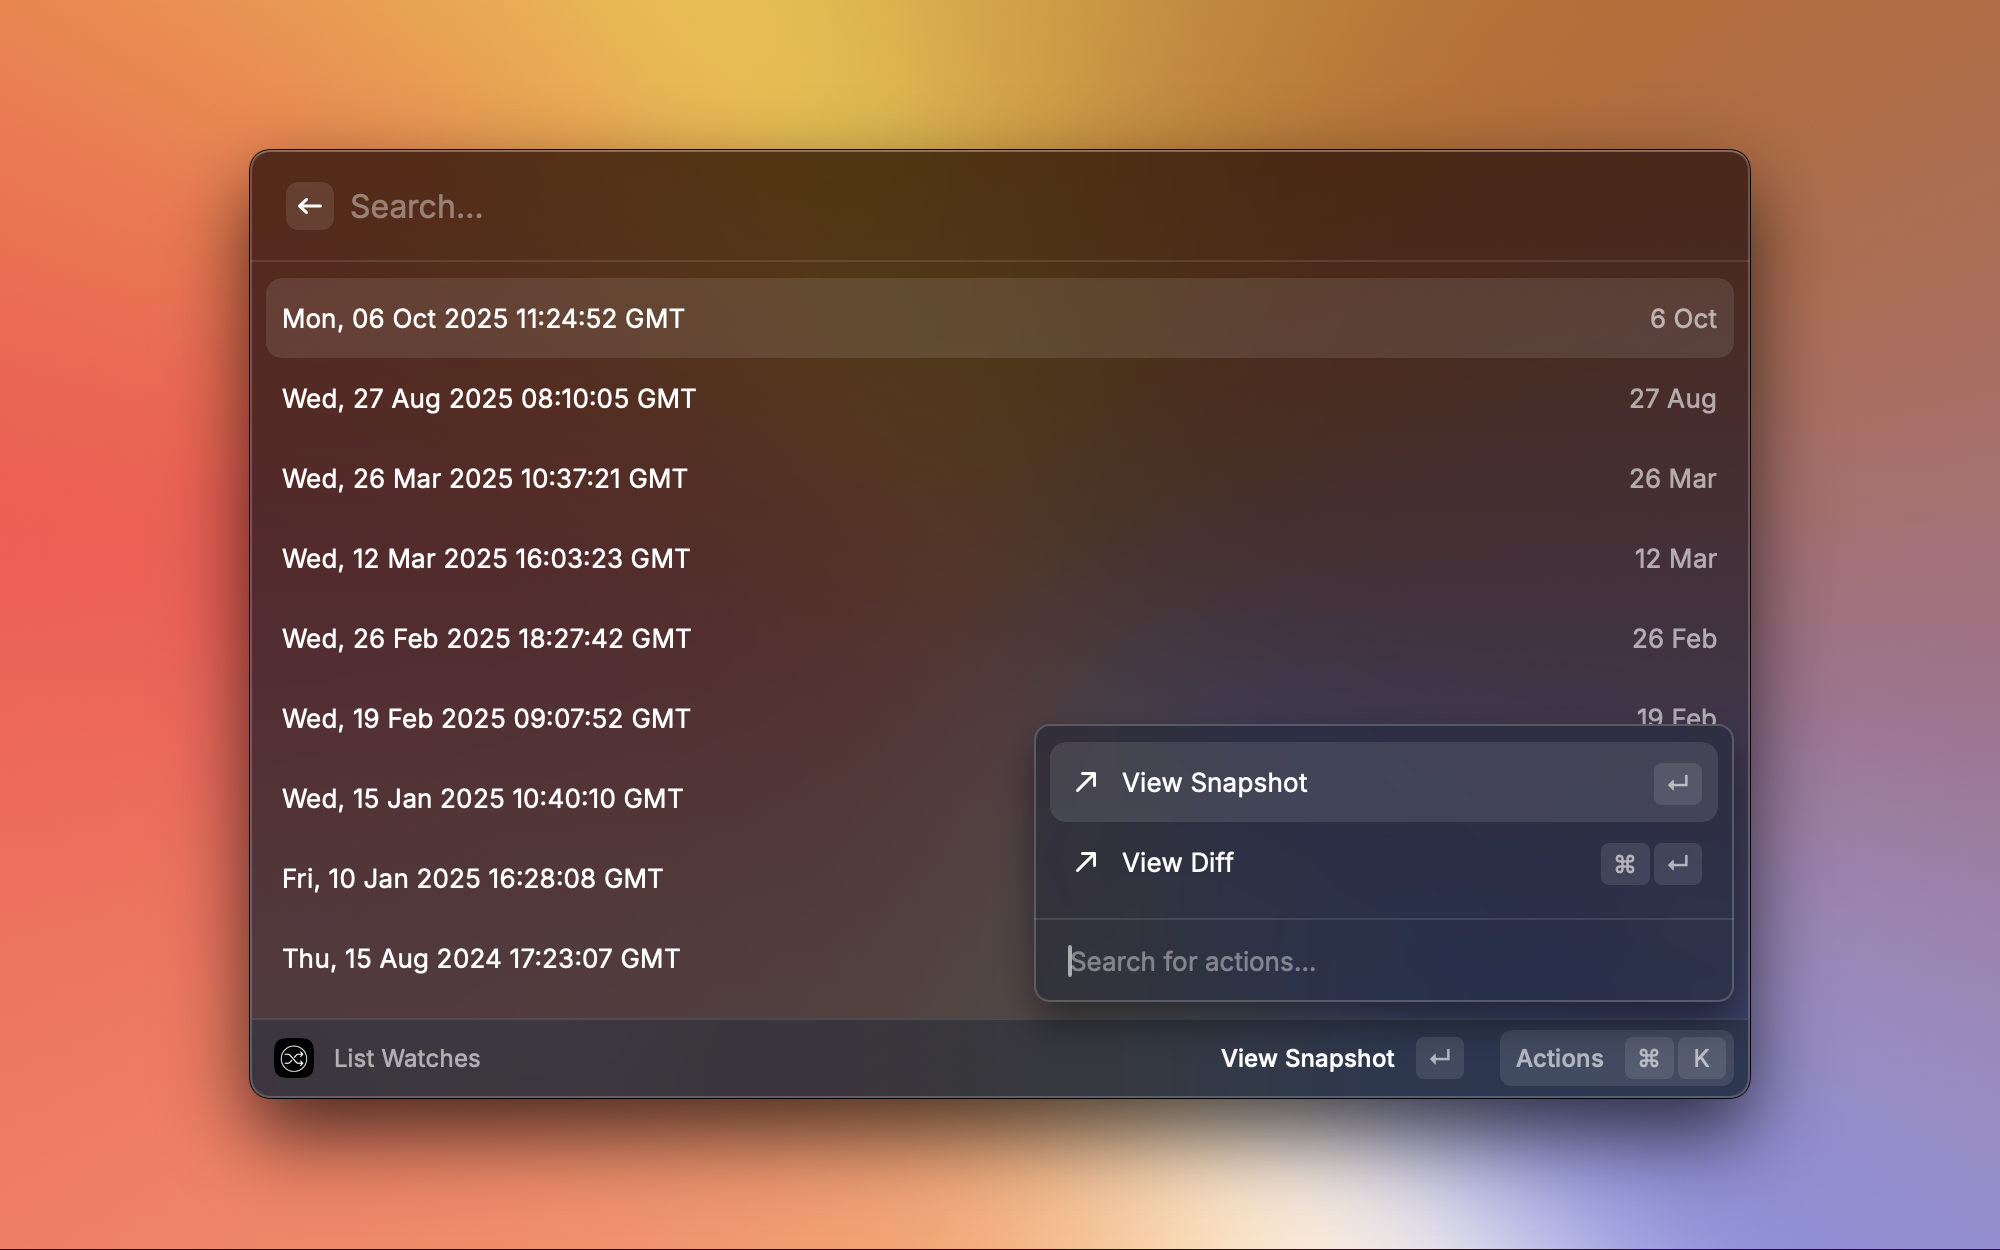 Search...
Mon, 06 Oct 2025 11:24:52 GMT 6 Oct
Wed, 27 Aug 2025 08:10:05 GMT 27 Aug
Wed, 26 Mar 2025 10:37:21 GMT 26 Mar
Wed, 12 Mar 2025 16:03:23 GMT 12 Mar
Wed, 26 Feb 2025 18:27:42 GMT 26 Feb
Wed, 19 Feb 2025 09:07:52 GMT 19 Feb
Wed, 15 Jan 2025 10:40:10 GMT
Fri, 10 Jan 2025 16:28:08 GMT
Thu, 15 Aug 2024 17:23:07 GMT
View Snapshot ↵
View Diff ⌘ ↵
Search for actions...
List Watches View Snapshot ↵ Actions ⌘ K